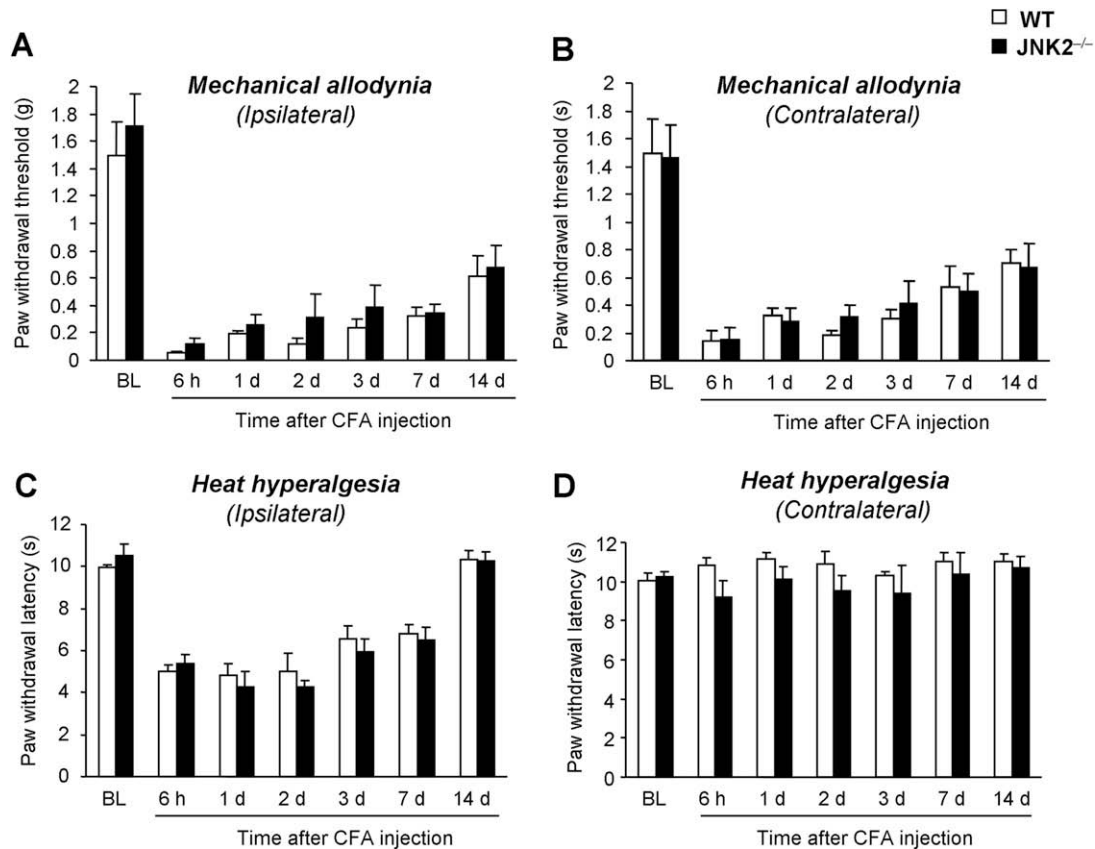 WT
JNK2⁻/⁻
A
Mechanical allodynia
(Ipsilateral)
Paw withdrawal threshold (g)
2
1.8
1.6
1.4
1.2
1
0.8
0.6
0.4
0.2
0
BL 6 h 1 d 2 d 3 d 7 d 14 d
Time after CFA injection
B
Mechanical allodynia
(Contralateral)
Paw withdrawal threshold (s)
2
1.8
1.6
1.4
1.2
1
0.8
0.6
0.4
0.2
0
BL 6 h 1 d 2 d 3 d 7 d 14 d
Time after CFA injection
C
Heat hyperalgesia
(Ipsilateral)
Paw withdrawal latency (s)
12
10
8
6
4
2
0
BL 6 h 1 d 2 d 3 d 7 d 14 d
Time after CFA injection
D
Heat hyperalgesia
(Contralateral)
Paw withdrawal latency (s)
12
10
8
6
4
2
0
BL 6 h 1 d 2 d 3 d 7 d 14 d
Time after CFA injection